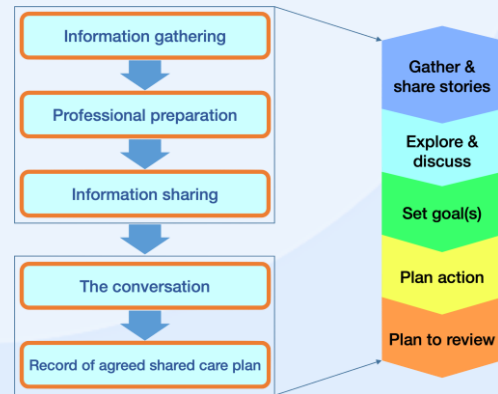 Information gathering
Professional preparation
Information sharing
The conversation
Record of agreed shared care plan
Gather &
share stories
Explore &
discuss
Set goal(s)
Plan action
Plan to review